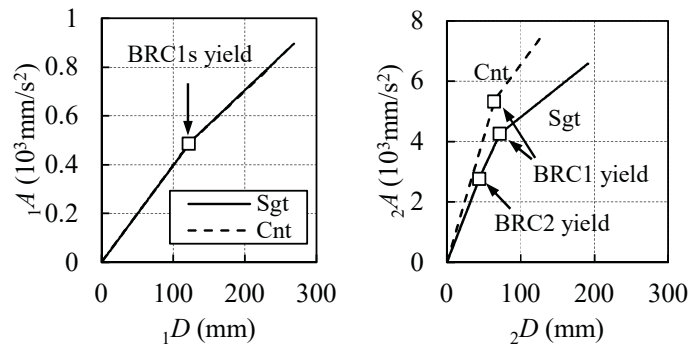 1
0.8
0.6
0.4
0.2
0
BRC1s yield
Sgt
Cnt
0 100 200 300
₁A (10³mm/s²)
₁D (mm)
8
6
4
2
0
Cnt
Sgt
BRC1 yield
BRC2 yield
0 100 200 300
₂A (10³mm/s²)
₂D (mm)